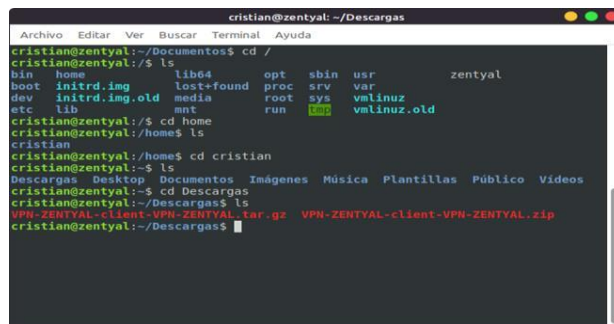 cristian@zentyal: ~/Descargas
Archivo Editar Ver Buscar Terminal Ayuda
cristian@zentyal:~/Documentos$ cd /
cristian@zentyal:/$ ls
bin home lib64 opt sbin usr zentyal
boot initrd.img lost+found proc srv var
dev initrd.img.old media root sys vmlinuz
etc lib mnt run tmp vmlinuz.old
cristian@zentyal:/$ cd home
cristian@zentyal:/home$ ls
cristian
cristian@zentyal:/home$ cd cristian
cristian@zentyal:~$ ls
Descargas Desktop Documentos Imágenes Música Plantillas Público Vídeos
cristian@zentyal:~$ cd Descargas
cristian@zentyal:~/Descargas$ ls
VPN-ZENTYAL-client-VPN-ZENTYAL.tar.gz VPN-ZENTYAL-client-VPN-ZENTYAL.zip
cristian@zentyal:~/Descargas$